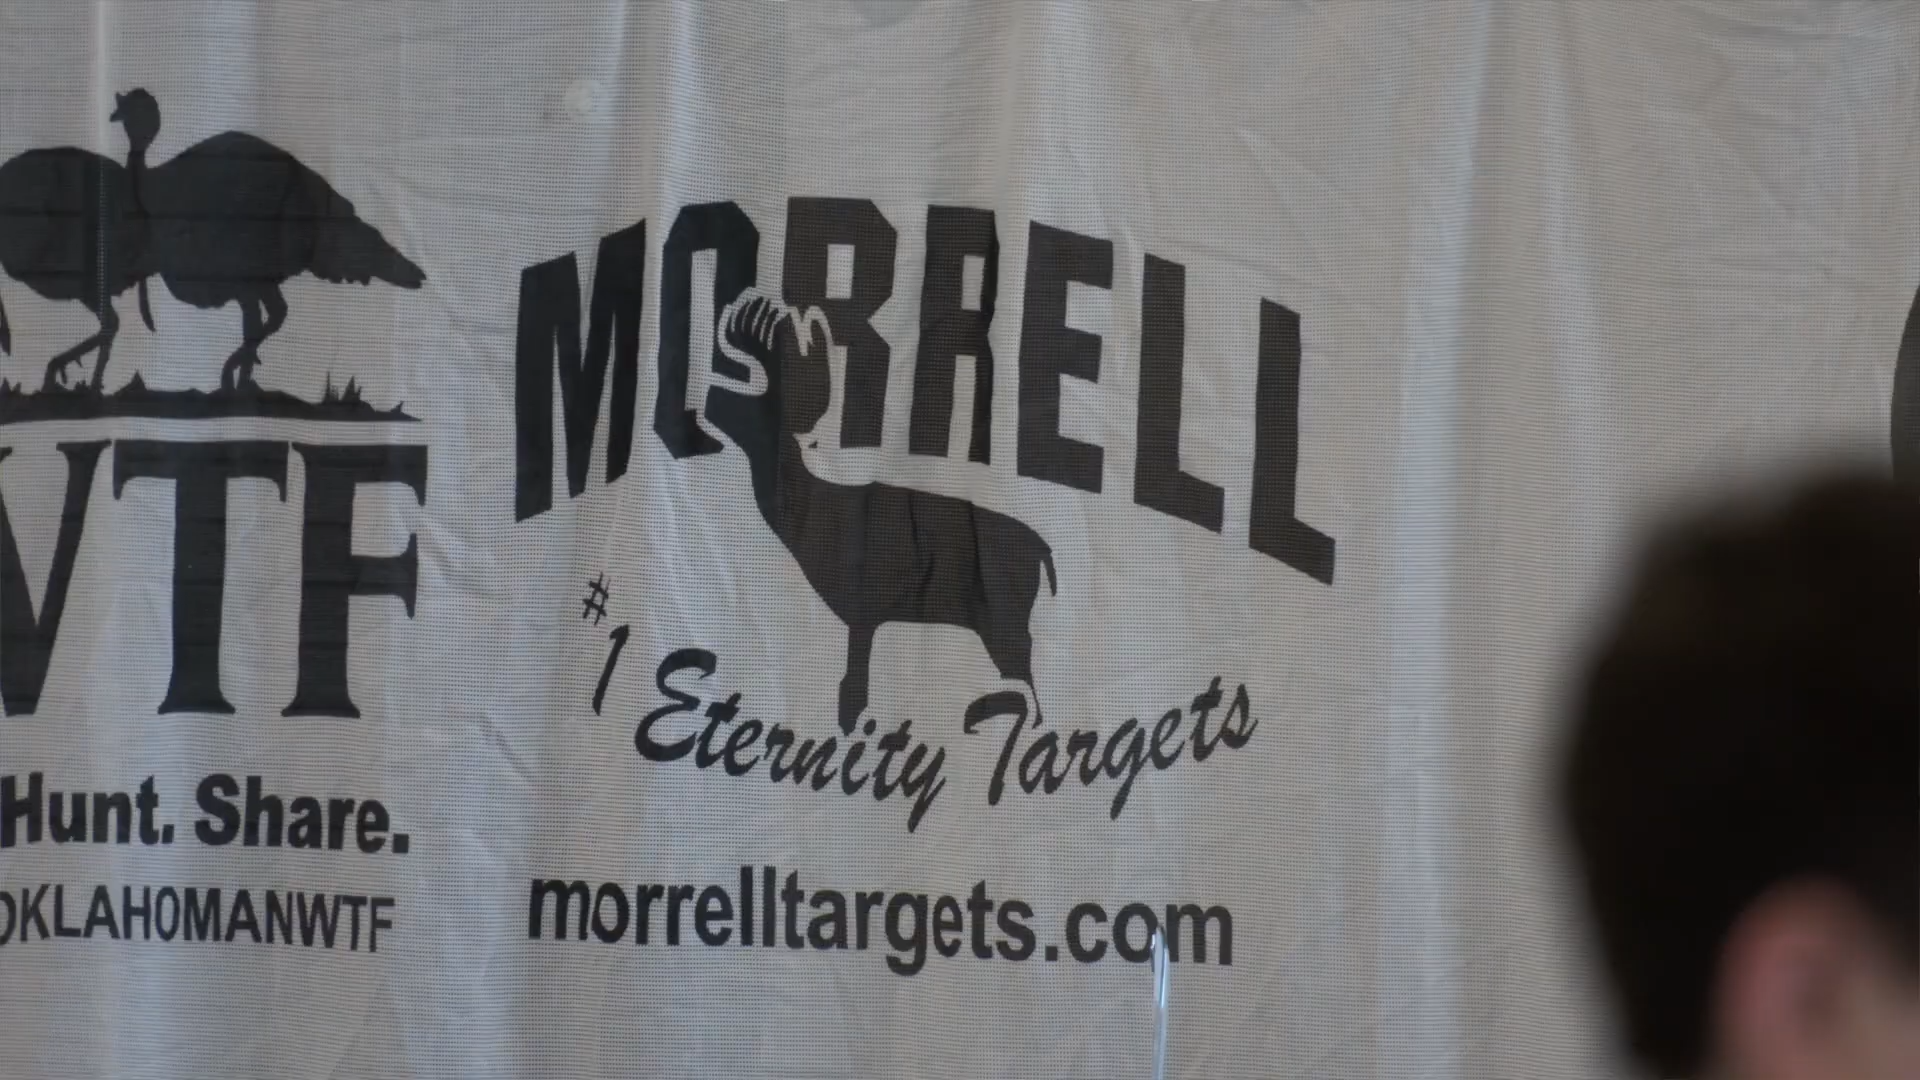 WTF
Hunt. Share.
OKLAHOMANWTF
MORRELL
#1 Eternity Targets
morrelltargets.com